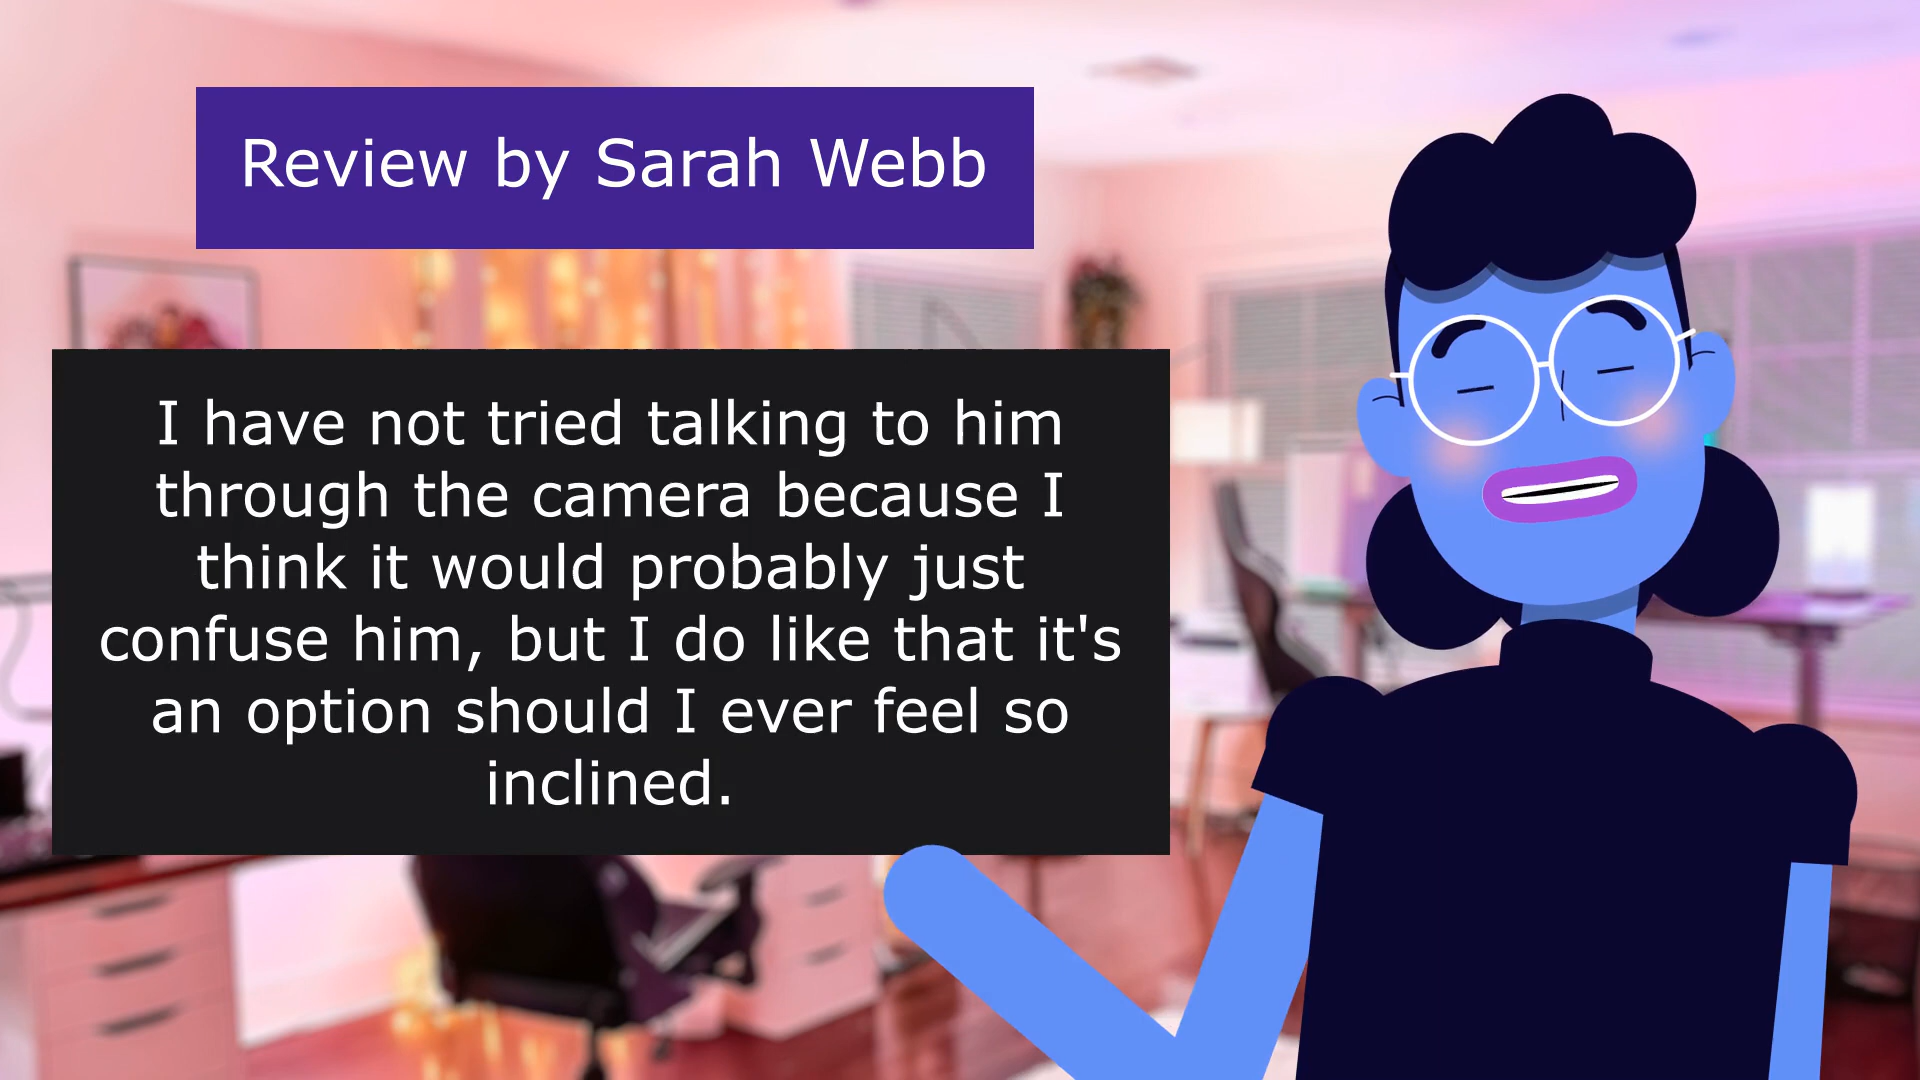 Review by Sarah Webb
I have not tried talking to him
through the camera because I
think it would probably just
confuse him, but I do like that it's
an option should I ever feel so
inclined.